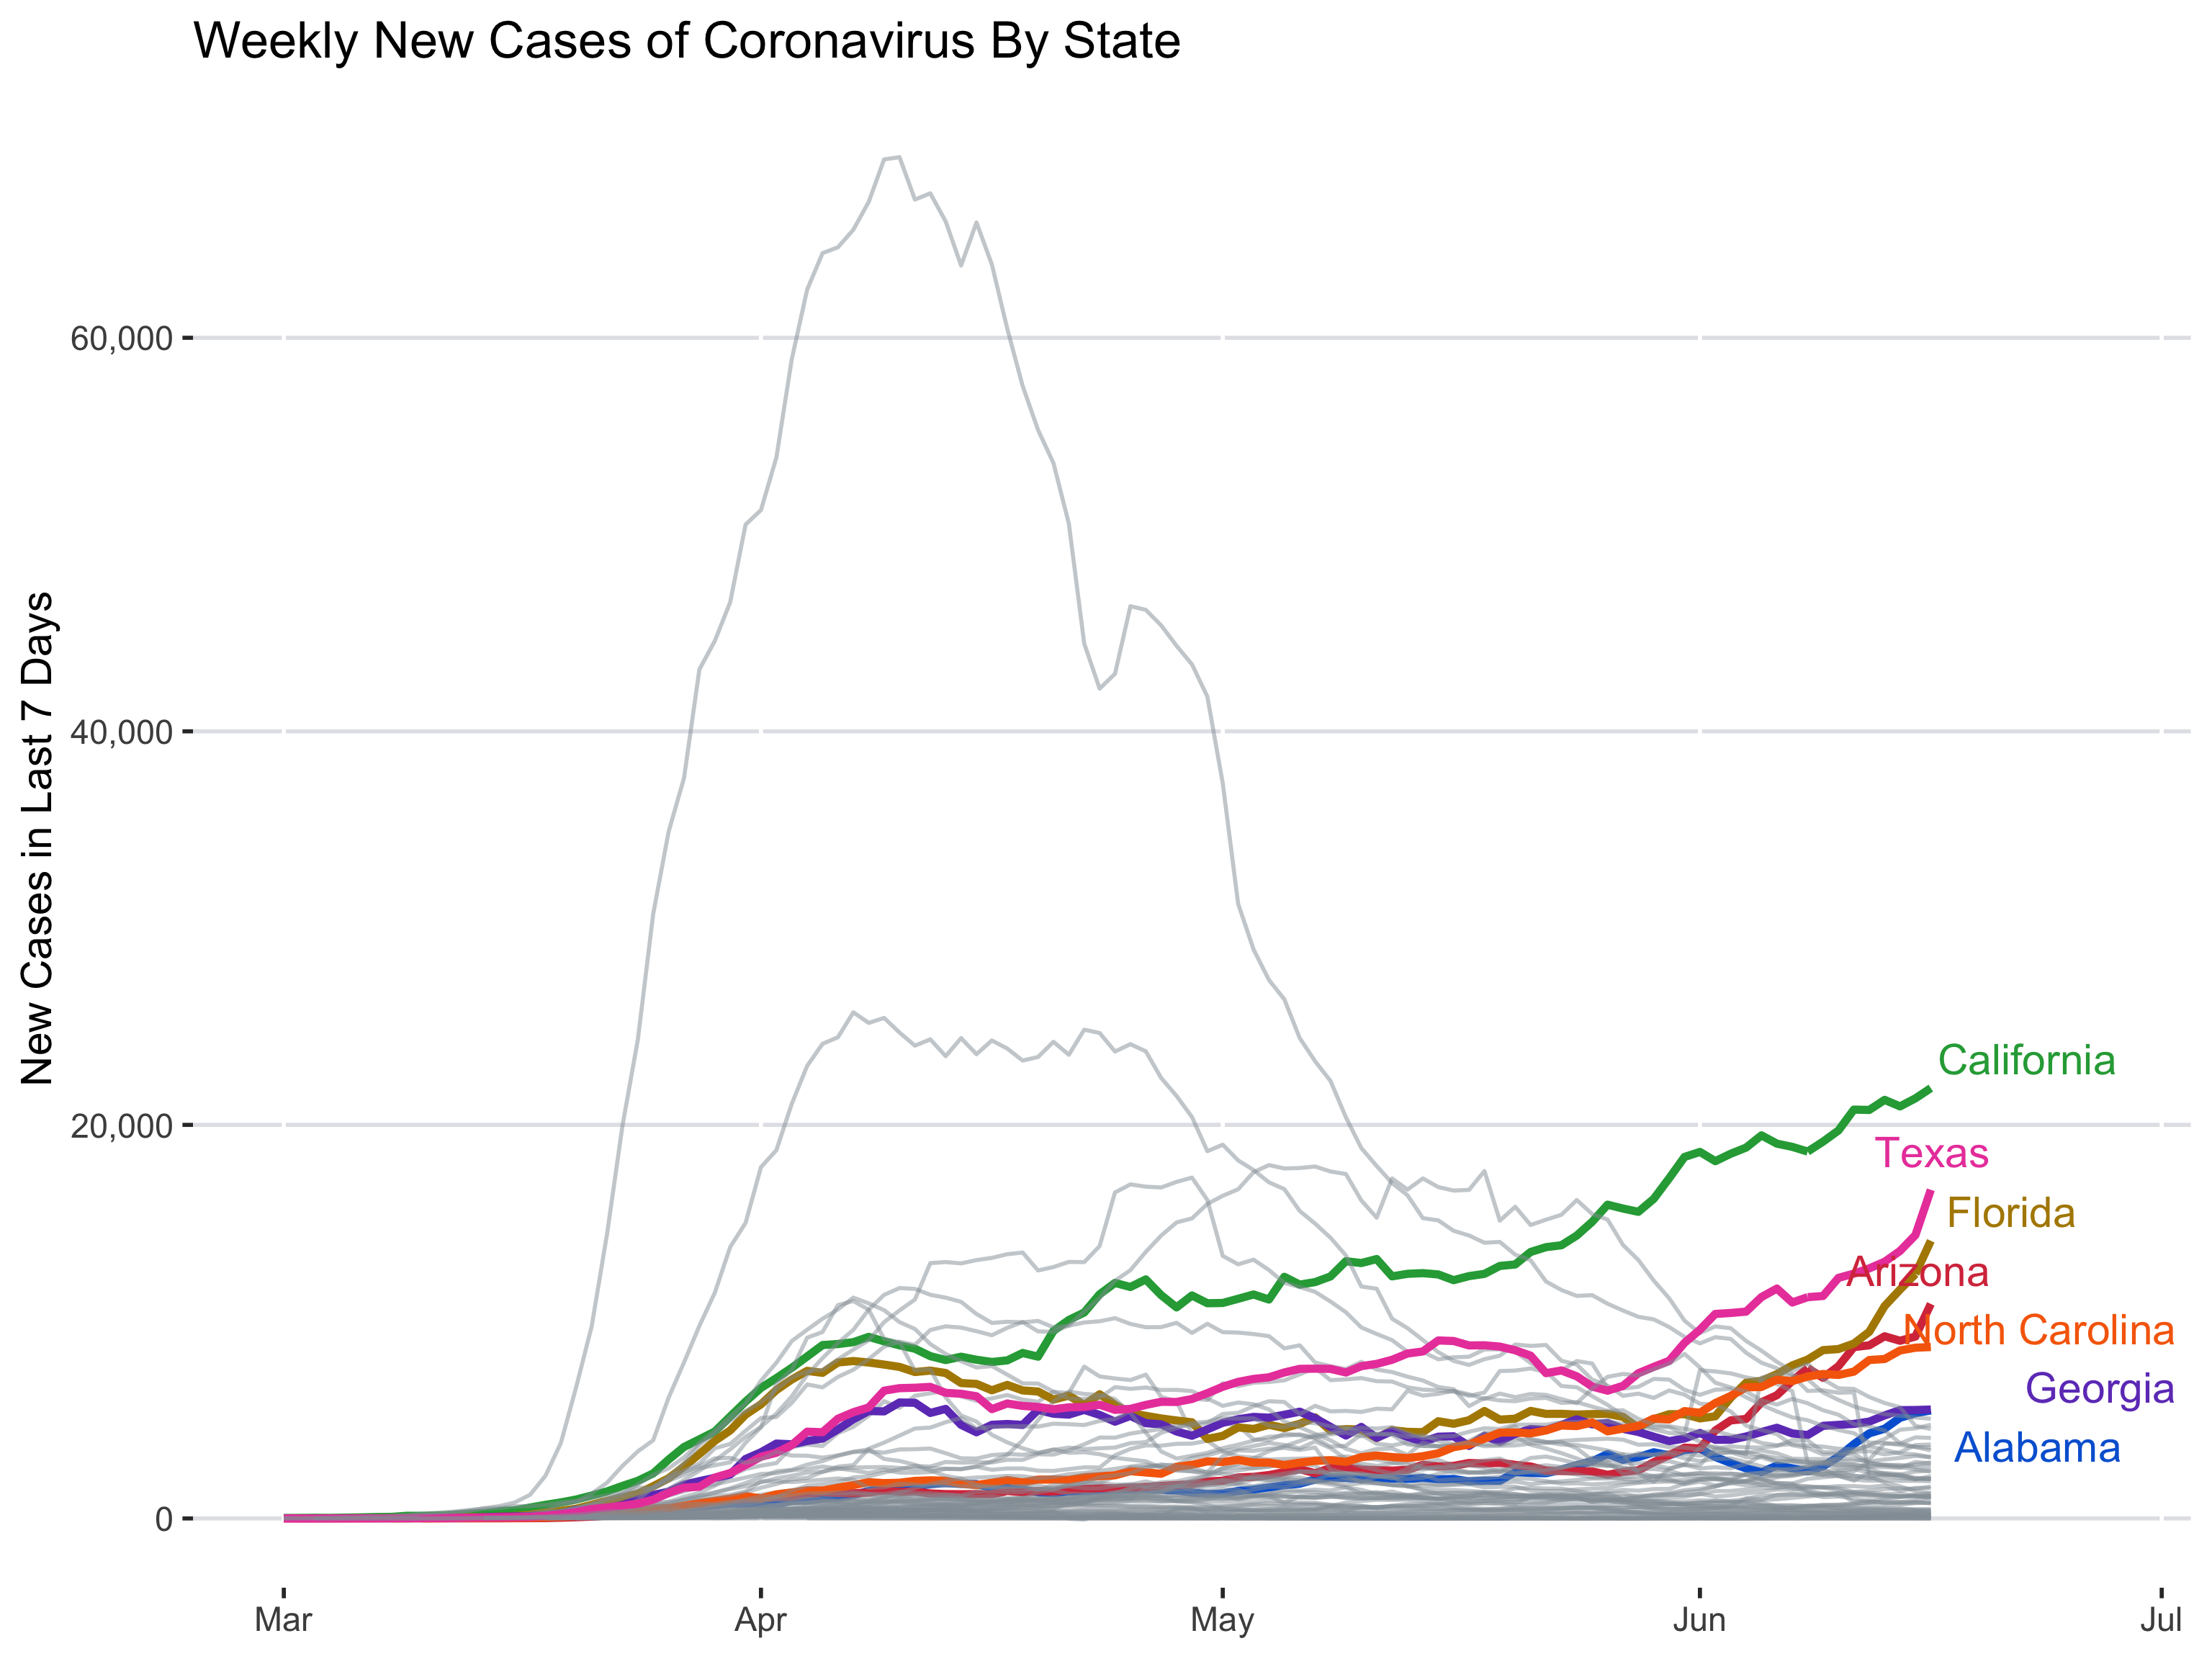 Weekly New Cases of Coronavirus By State
New Cases in Last 7 Days
60,000
40,000
20,000
0
California
Texas
Florida
Arizona
North Carolina
Georgia
Alabama
Mar
Apr
May
Jun
Jul